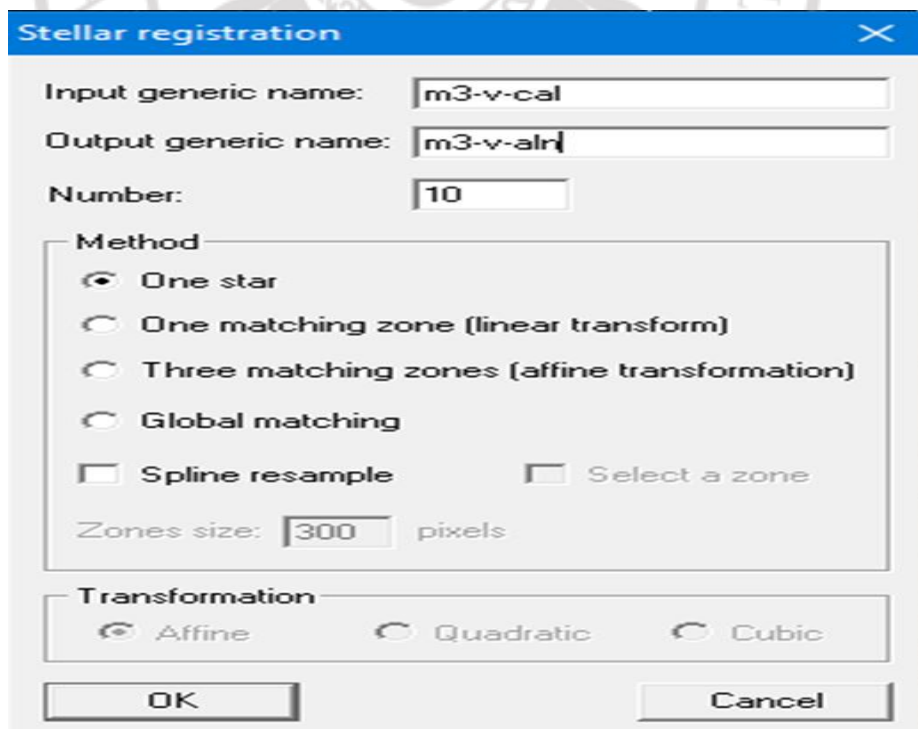 Stellar registration
Input generic name: m3-v-cal
Output generic name: m3-v-aln
Number: 10
Method
One star
One matching zone (linear transform)
Three matching zones (affine transformation)
Global matching
Spline resample Select a zone
Zones size: 300 pixels
Transformation
Affine Quadratic Cubic
OK Cancel